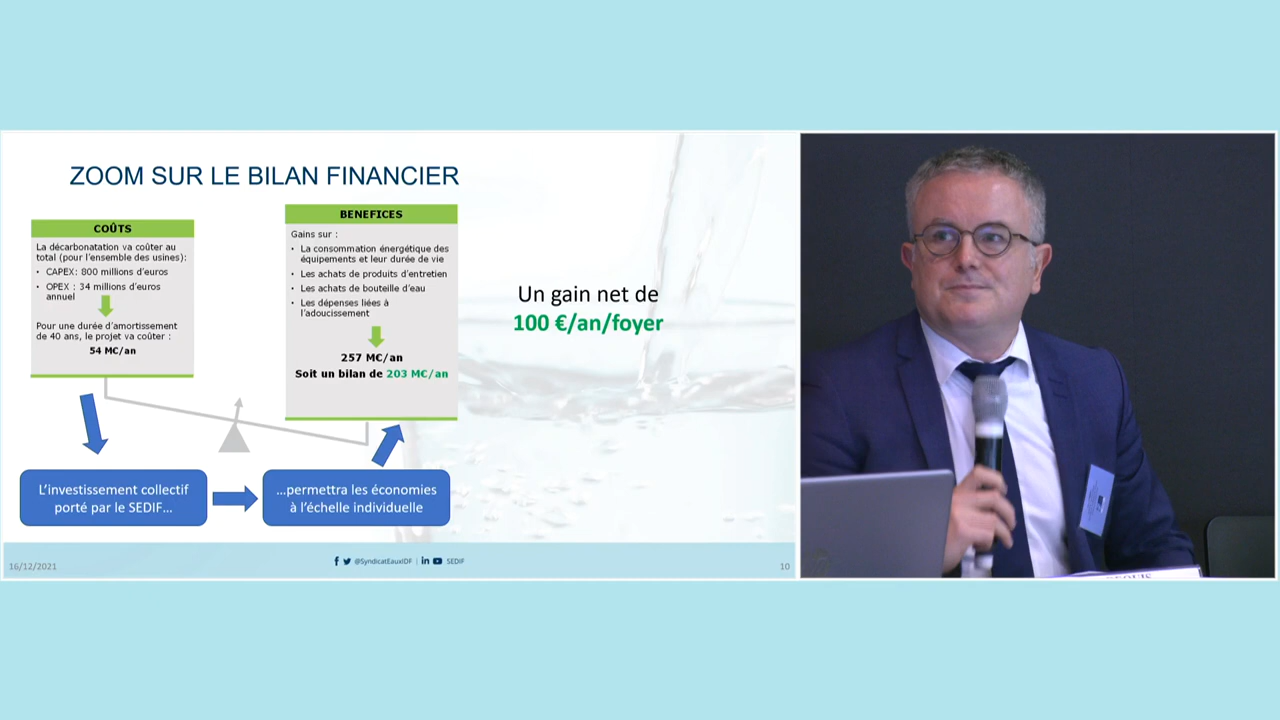 ZOOM SUR LE BILAN FINANCIER
COÛTS
La décarbonatation va coûter au
total (pour l'ensemble des usines):
• CAPEX: 800 millions d'euros
• OPEX : 34 millions d'euros
annuel
Pour une durée d'amortissement
de 40 ans, le projet va coûter :
54 M€/an
BENEFICES
Gains sur :
• La consommation énergétique des
équipements et leur durée de vie
• Les achats de produits d'entretien
• Les achats de bouteille d'eau
• Les dépenses liées à
l'adoucissement
257 M€/an
Soit un bilan de 203 M€/an
Un gain net de
100 €/an/foyer
L'investissement collectif
porté par le SEDIF...
...permettra les économies
à l'échelle individuelle
16/12/2021
@SyndicatEauxIDF | in SEDIF
10